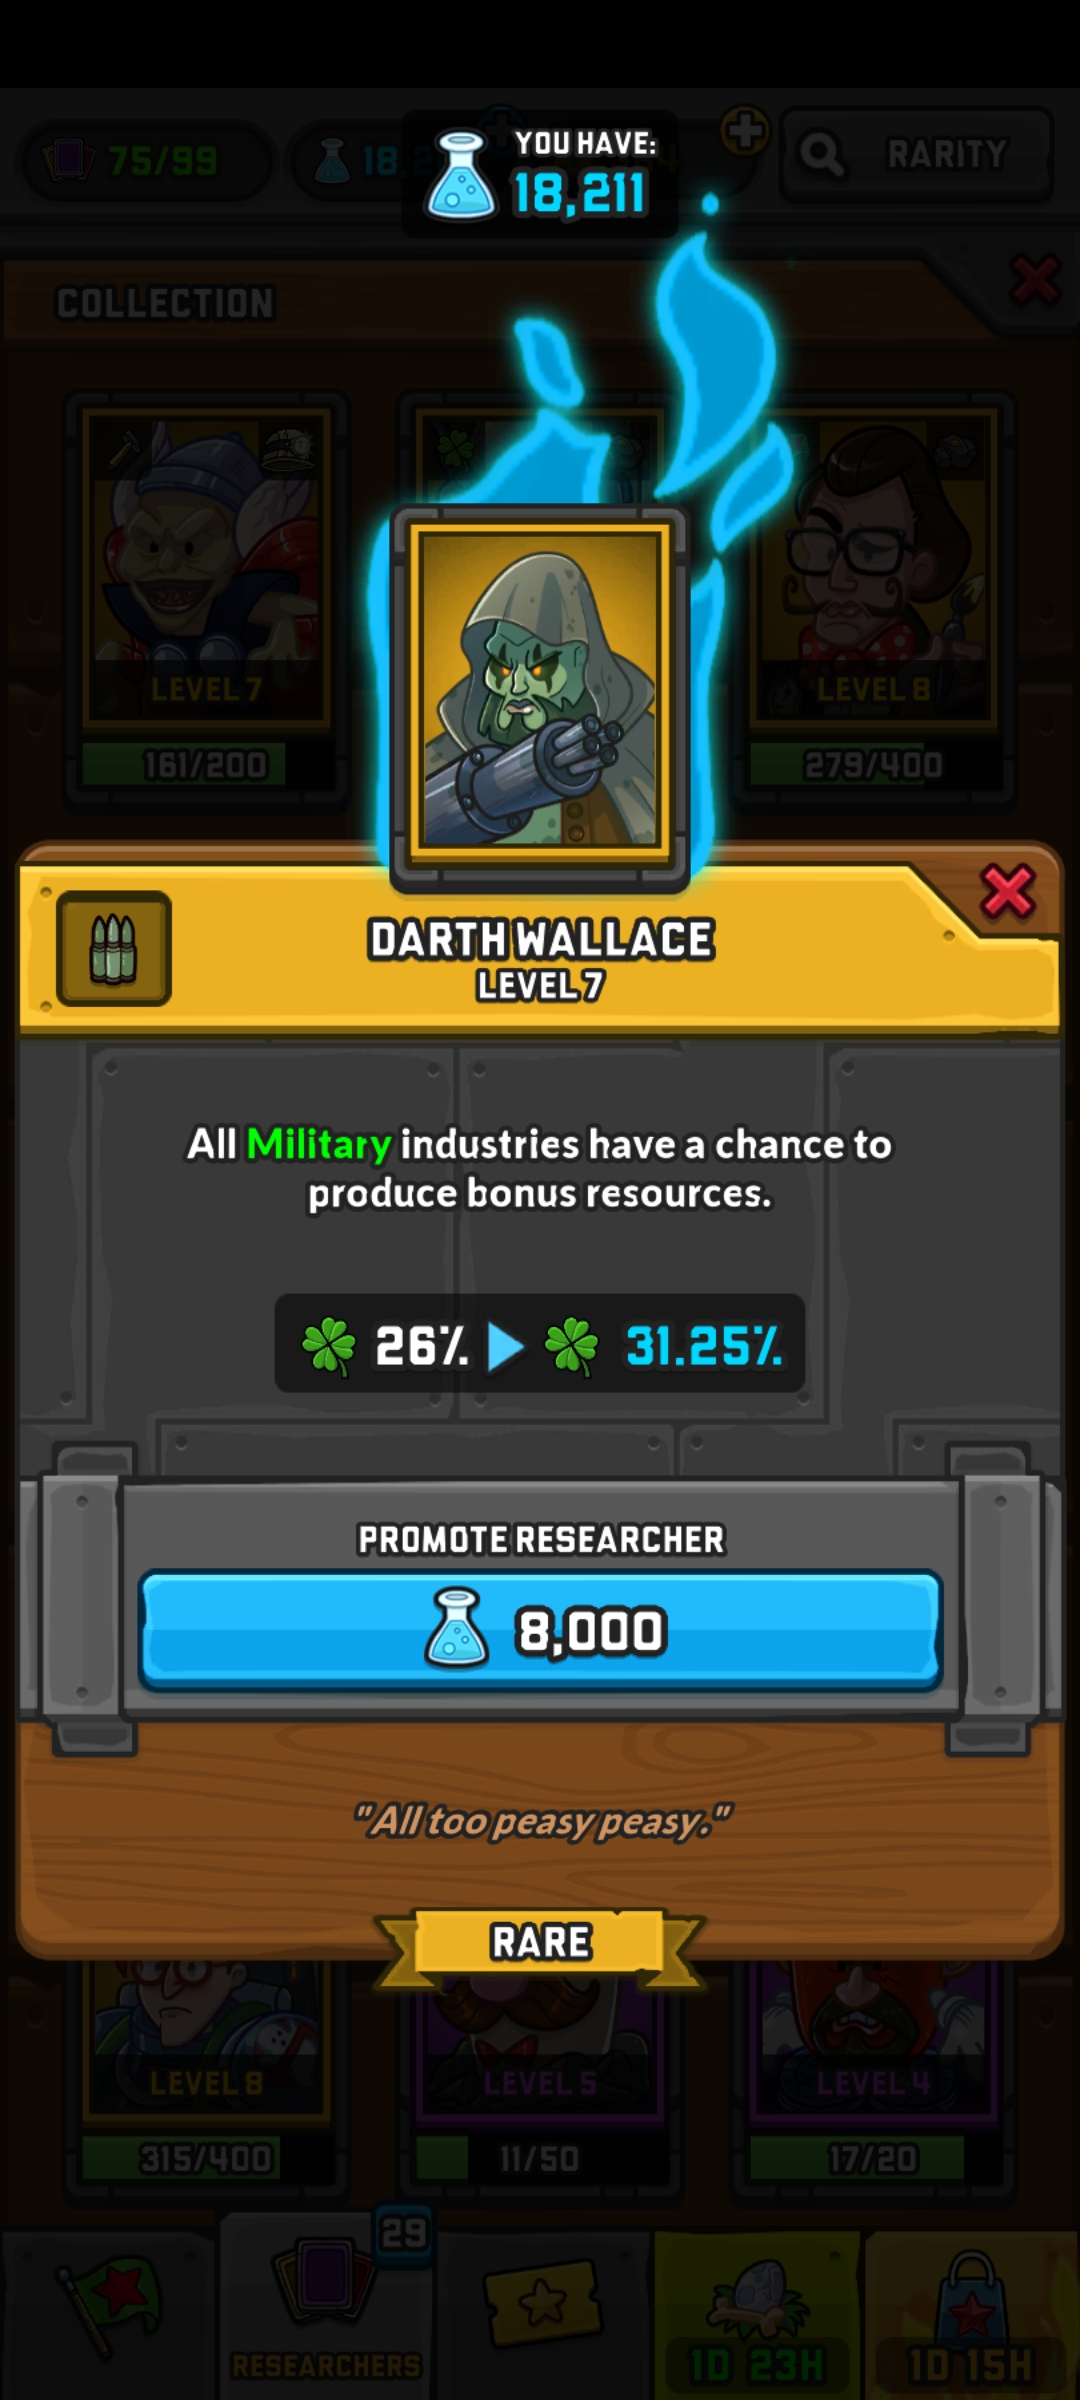 75/99
YOU HAVE:
18,211
RARITY
COLLECTION
LEVEL 7
LEVEL 8
161/200
279/400
DARTH WALLACE
LEVEL 7
All Military industries have a chance to
produce bonus resources.
26% 31.25%
PROMOTE RESEARCHER
8,000
"All too peasy peasy."
RARE
LEVEL 8
LEVEL 5
LEVEL 4
315/400
11/50
17/20
29
RESEARCHERS
1D 23H
1D 15H